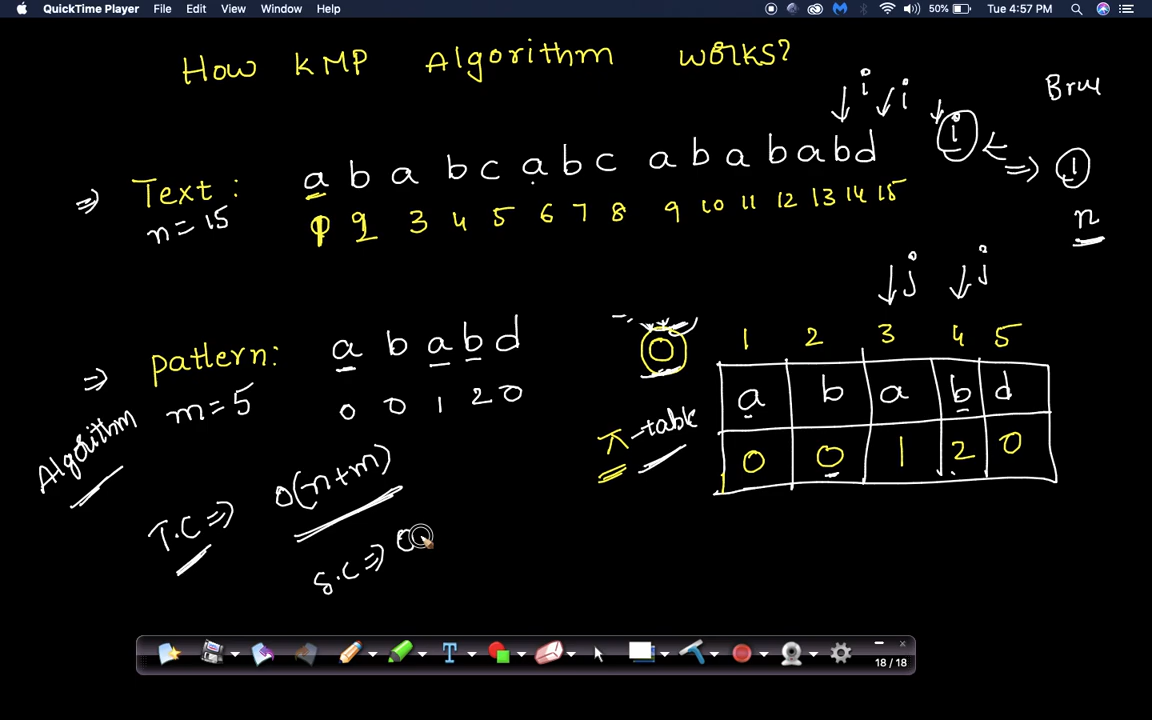 QuickTime Player File Edit View Window Help 50% Tue 4:57 PM
How KMP Algorithm works?
i i
i
Text : a b a b c a b c a b a b a b d
n = 15 1 2 3 4 5 6 7 8 9 10 11 12 13 14 15
i
n
j j
0 1 2 3 4 5
pattern: a b a b d
m = 5 0 0 1 2 0
a b a b d
π-table
0 0 1 2 0
Algorithm
T.C ⇒ O(n+m)
S.C ⇒ O
18 / 18